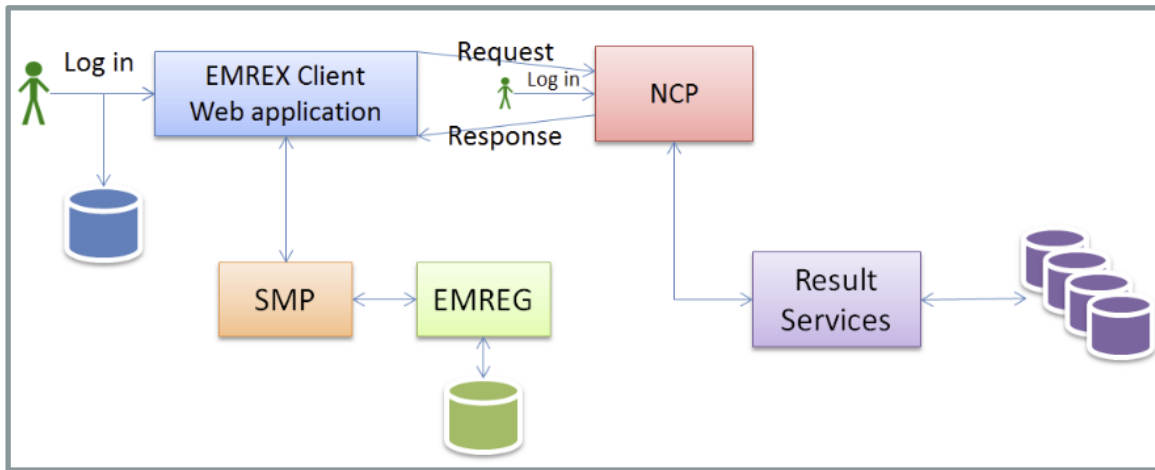 Log in
EMREX Client
Web application
Request
Log in
Response
NCP
SMP
EMREG
Result
Services